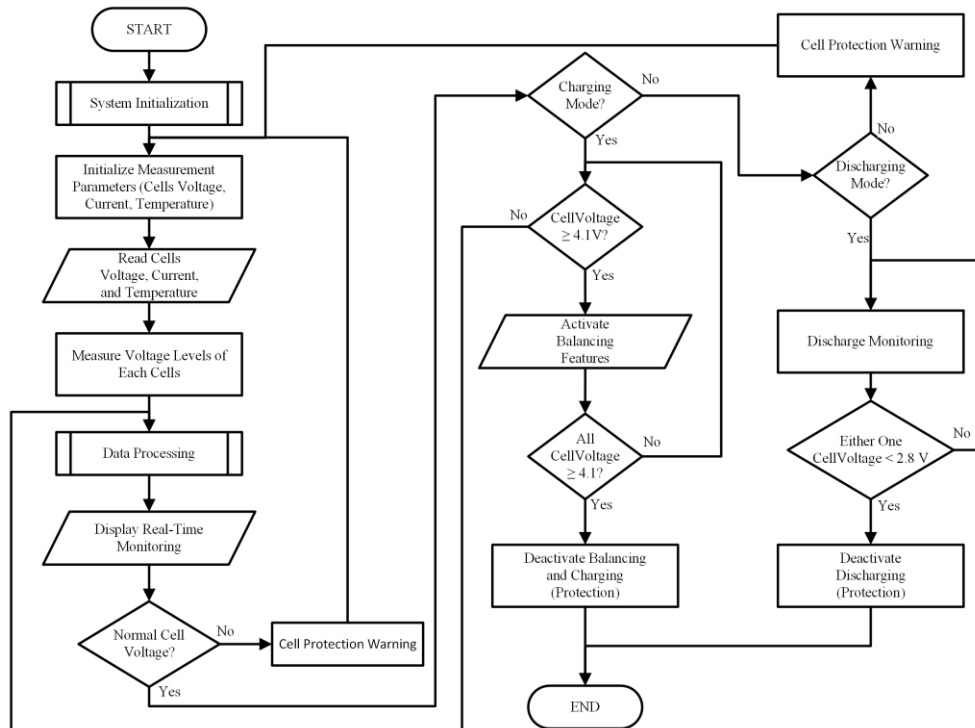 START
System Initialization
Initialize Measurement
Parameters (Cells Voltage,
Current, Temperature)
Read Cells
Voltage, Current,
and Temperature
Measure Voltage Levels of
Each Cells
Data Processing
Display Real-Time
Monitoring
Normal Cell
Voltage?
No
Cell Protection Warning
Yes
Charging
Mode?
No
Yes
CellVoltage
≥ 4.1V?
No
Yes
Activate
Balancing
Features
All
CellVoltage
≥ 4.1?
No
Yes
Deactivate Balancing
and Charging
(Protection)
END
Cell Protection Warning
No
Discharging
Mode?
Yes
Discharge Monitoring
Either One
CellVoltage < 2.8 V
No
Yes
Deactivate
Discharging
(Protection)